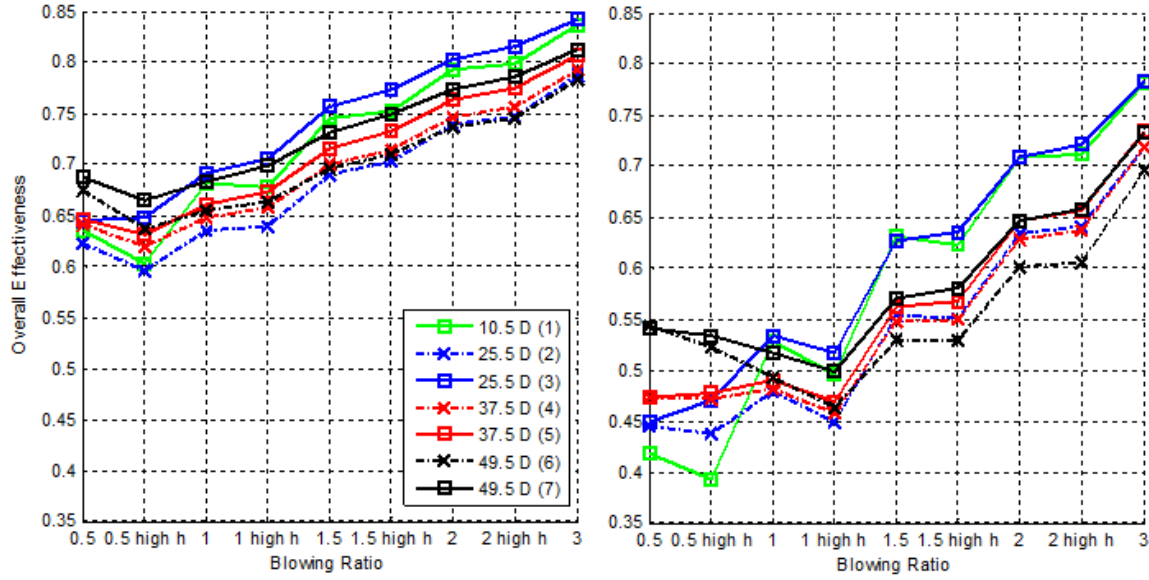 0.85
0.8
0.75
0.7
0.65
0.6
0.55
0.5
0.45
0.4
0.35
Overall Effectiveness
10.5 D (1)
25.5 D (2)
25.5 D (3)
37.5 D (4)
37.5 D (5)
49.5 D (6)
49.5 D (7)
0.5 0.5 high h 1 1 high h 1.5 1.5 high h 2 2 high h 3
Blowing Ratio
0.85
0.8
0.75
0.7
0.65
0.6
0.55
0.5
0.45
0.4
0.35
0.5 0.5 high h 1 1 high h 1.5 1.5 high h 2 2 high h 3
Blowing Ratio